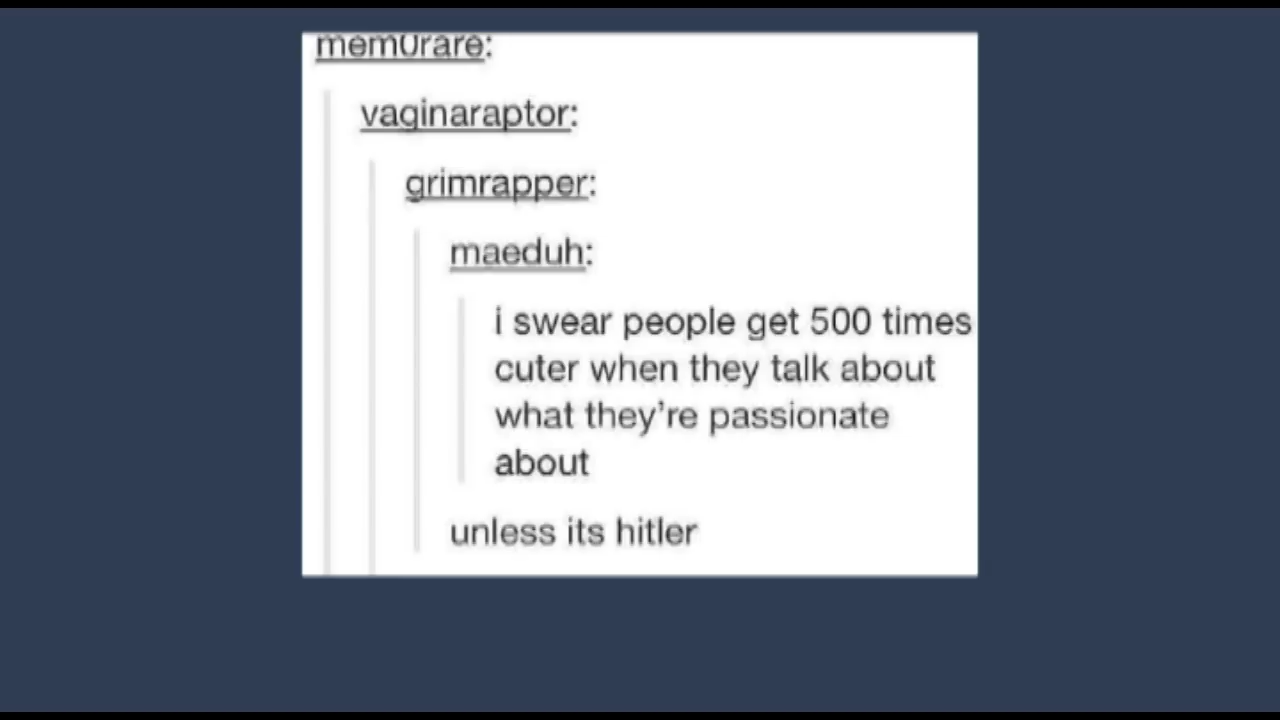 mem0rare:
vaginaraptor:
grimrapper:
maeduh:
i swear people get 500 times
cuter when they talk about
what they're passionate
about
unless its hitler